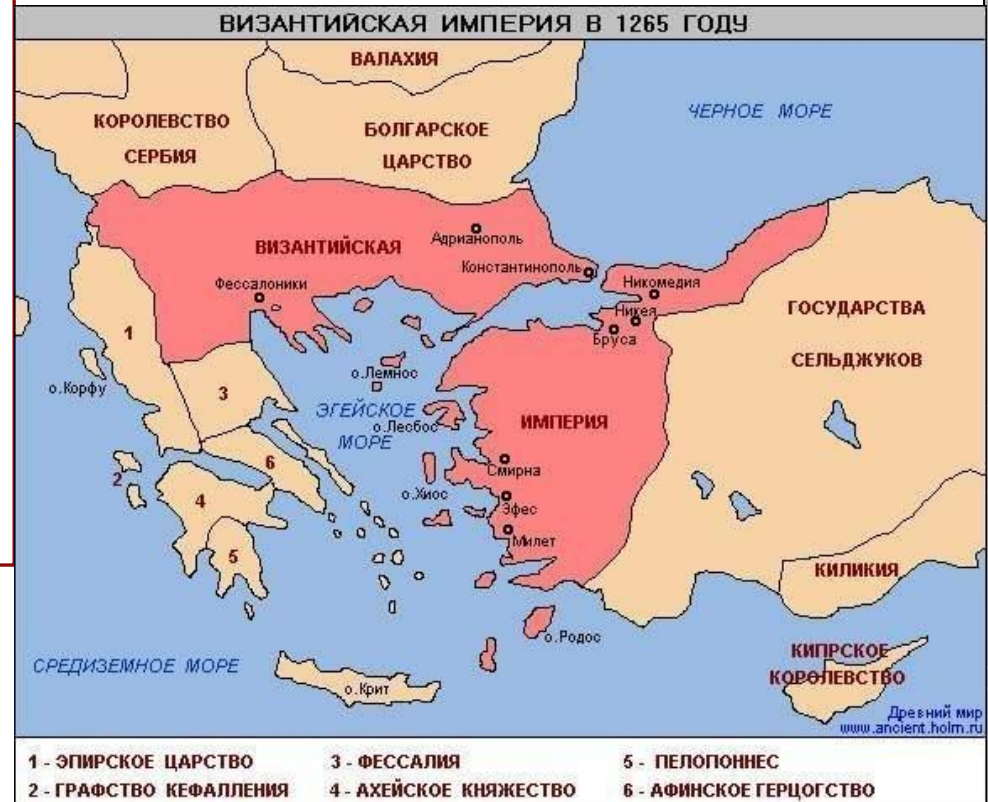 ВИЗАНТИЙСКАЯ ИМПЕРИЯ В 1265 ГОДУ
ВАЛАХИЯ
КОРОЛЕВСТВО
СЕРБИЯ
БОЛГАРСКОЕ
ЦАРСТВО
ЧЕРНОЕ МОРЕ
ВИЗАНТИЙСКАЯ
Адрианополь
Константинополь
Фессалоники
Никомедия
Никея
Бруса
ГОСУДАРСТВА
СЕЛЬДЖУКОВ
1
о.Корфу
3
о.Лемнос
ЭГЕЙСКОЕ
МОРЕ
о.Лесбос
ИМПЕРИЯ
6
2
4
5
о.Хиос
Смирна
Эфес
Милет
КИЛИКИЯ
о.Родос
СРЕДИЗЕМНОЕ МОРЕ
о.Крит
КИПРСКОЕ
КОРОЛЕВСТВО
Древний мир
www.ancient.holm.ru
1 - ЭПИРСКОЕ ЦАРСТВО
2 - ГРАФСТВО КЕФАЛЛЕНИЯ
3 - ФЕССАЛИЯ
4 - АХЕЙСКОЕ КНЯЖЕСТВО
5 - ПЕЛОПОННЕС
6 - АФИНСКОЕ ГЕРЦОГСТВО